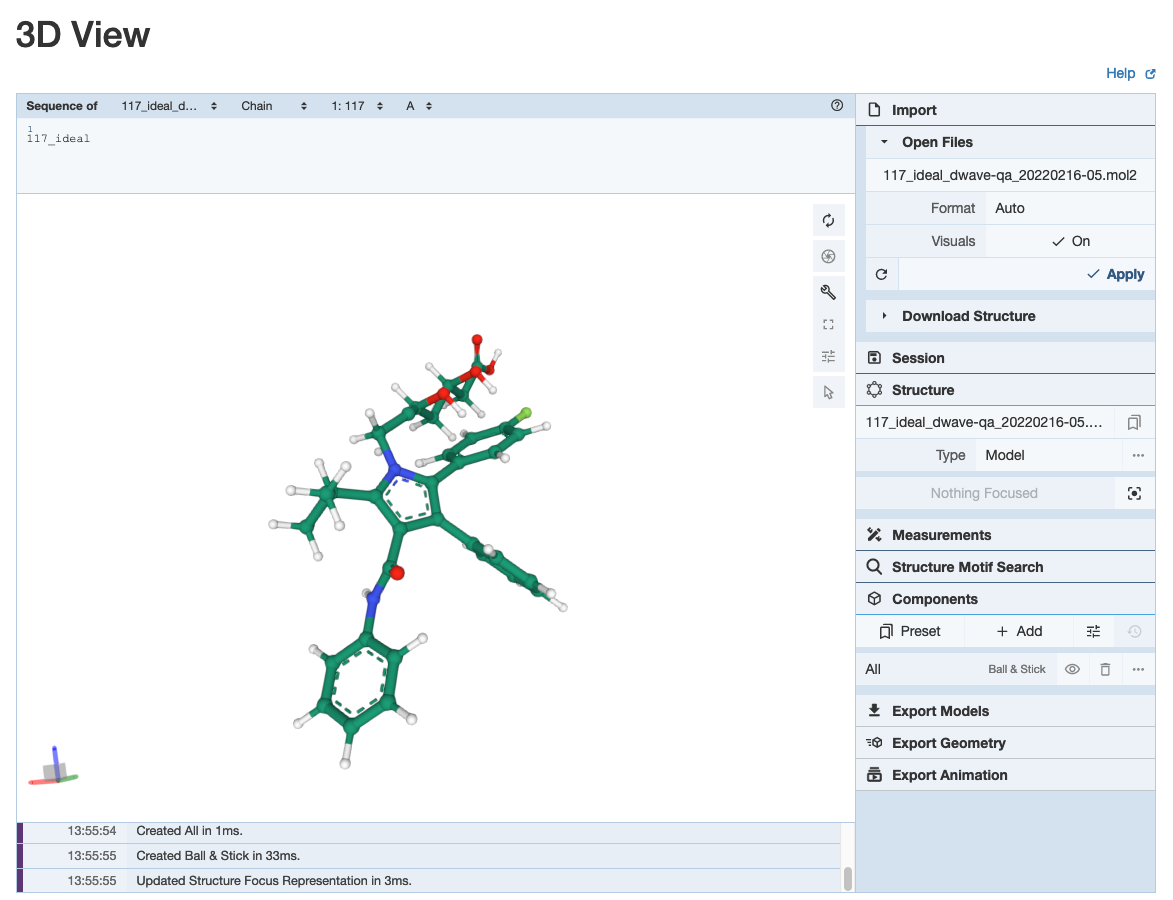 3D View
Help
Sequence of 117_ideal_d... Chain 1: 117 A
1
117_ideal
Import
Open Files
117_ideal_dwave-qa_20220216-05.mol2
Format Auto
Visuals On
Apply
Download Structure
Session
Structure
117_ideal_dwave-qa_20220216-05....
Type Model
Nothing Focused
Measurements
Structure Motif Search
Components
Preset Add
All Ball & Stick
Export Models
Export Geometry
Export Animation
13:55:54 Created All in 1ms.
13:55:55 Created Ball & Stick in 33ms.
13:55:55 Updated Structure Focus Representation in 3ms.